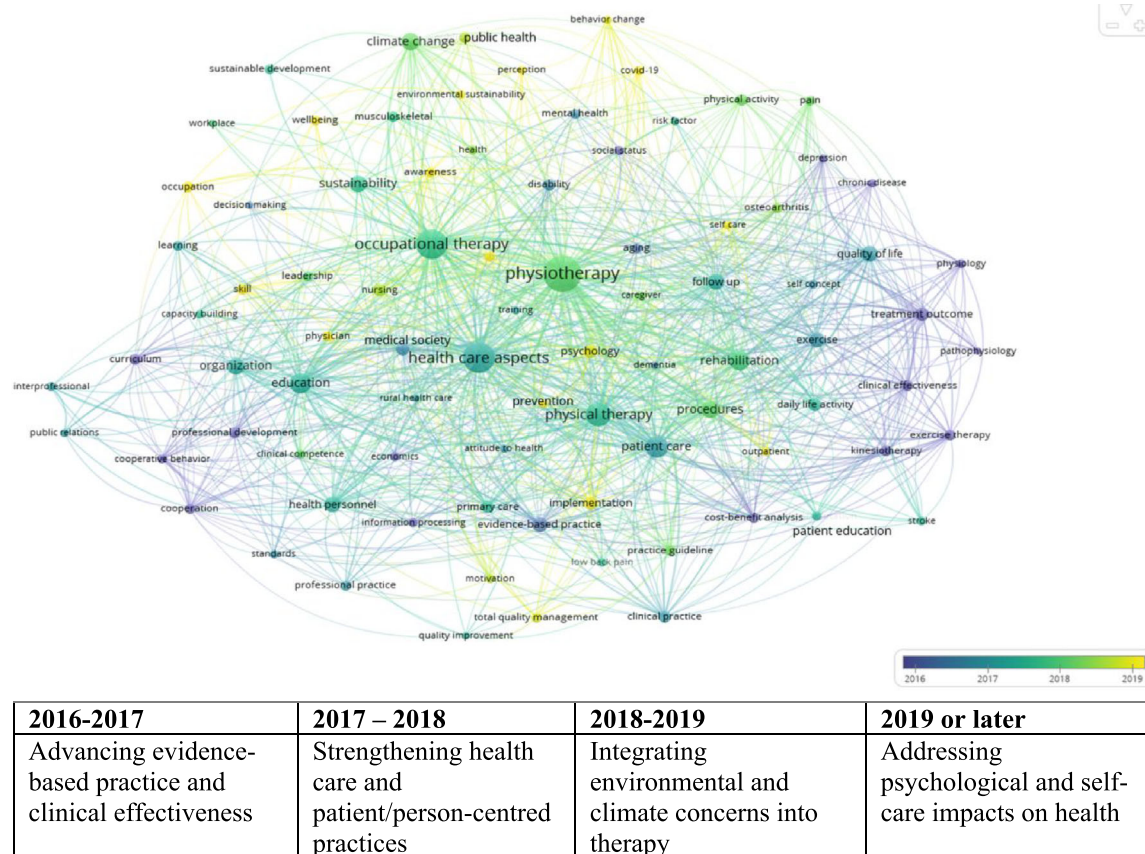 behavior change
climate change
public health
sustainable development
perception
covid-19
environmental sustainability
physical activity
pain
workplace
wellbeing
musculoskeletal
mental health
risk factor
health
social status
depression
awareness
occupation
sustainability
disability
chronic disease
decision making
osteoarthritis
self care
learning
occupational therapy
aging
quality of life
physiotherapy
physiology
leadership
follow up
self concept
skill
nursing
caregiver
capacity building
training
treatment outcome
physician
medical society
exercise
curriculum
health care aspects
psychology
pathophysiology
organization
dementia
rehabilitation
interprofessional
education
clinical effectiveness
rural health care
prevention
daily life activity
physical therapy
procedures
public relations
professional development
exercise therapy
cooperative behavior
clinical competence
economics
attitude to health
patient care
outpatient
kinesiotherapy
cooperation
health personnel
primary care
implementation
information processing
evidence-based practice
cost-benefit analysis
stroke
patient education
standards
practice guideline
low back pain
professional practice
motivation
total quality management
clinical practice
quality improvement
2016 2017 2018 2019
2016-2017
2017 – 2018
2018-2019
2019 or later
Advancing evidence-
based practice and
clinical effectiveness
Strengthening health
care and
patient/person-centred
practices
Integrating
environmental and
climate concerns into
therapy
Addressing
psychological and self-
care impacts on health